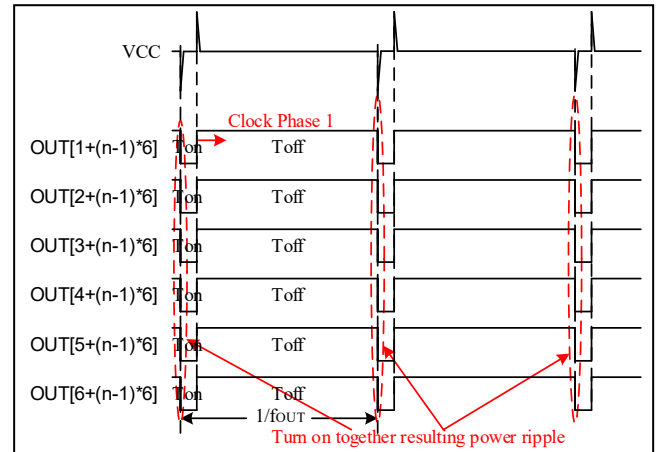 VCC
Clock Phase 1
OUT[1+(n-1)*6] Ton Toff
OUT[2+(n-1)*6] Ton Toff
OUT[3+(n-1)*6] Ton Toff
OUT[4+(n-1)*6] Ton Toff
OUT[5+(n-1)*6] Ton Toff
OUT[6+(n-1)*6] Ton Toff
1/fOUT
Turn on together resulting power ripple